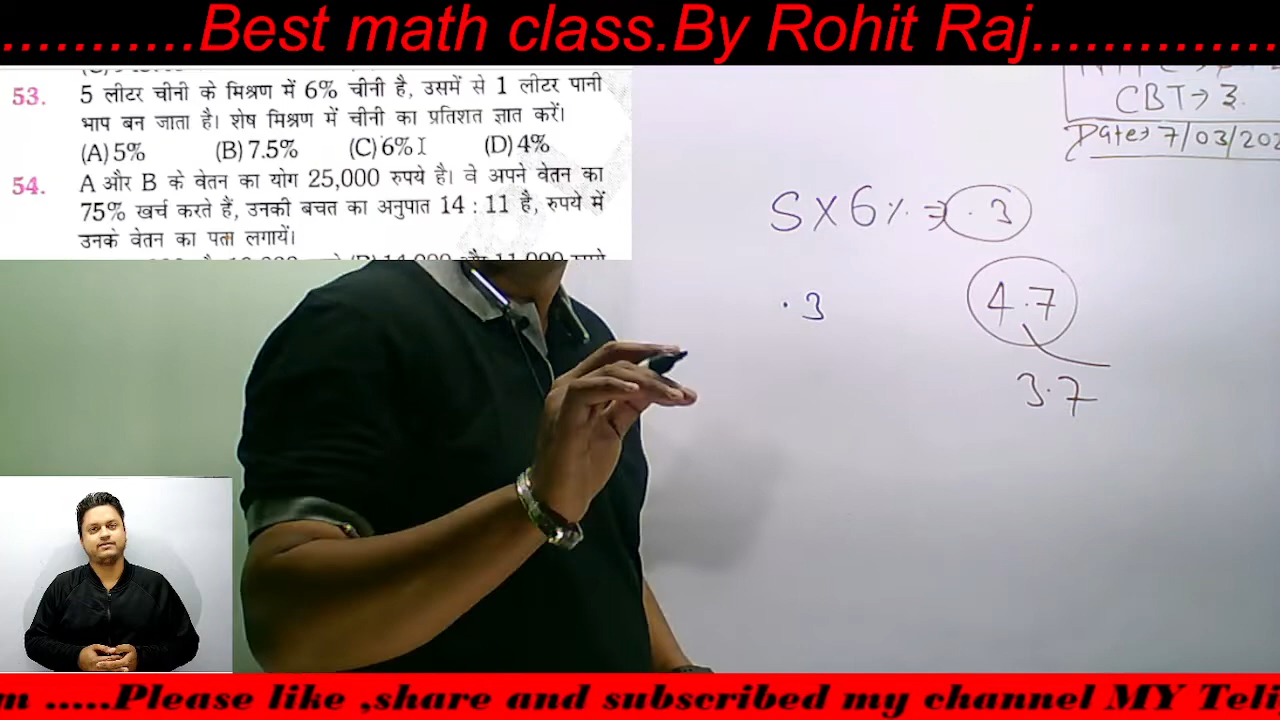 ...........Best math class.By Rohit Raj..............
53. 5 लीटर चीनी के मिश्रण में 6% चीनी है, उसमें से 1 लीटर पानी
भाप बन जाता है। शेष मिश्रण में चीनी का प्रतिशत ज्ञात करें।
(A) 5% (B) 7.5% (C) 6% (D) 4%
54. A और B के वेतन का योग 25,000 रुपये है। वे अपने वेतन का
75% खर्च करते हैं, उनकी बचत का अनुपात 14 : 11 है, रुपये में
उनके वेतन का पता लगायें।
CBT→ 3.
Date→ 7/03/202
5 X 6% ⇒ .3
.3 4.7
3.7
m .....Please like ,share and subscribed my channel MY Teli